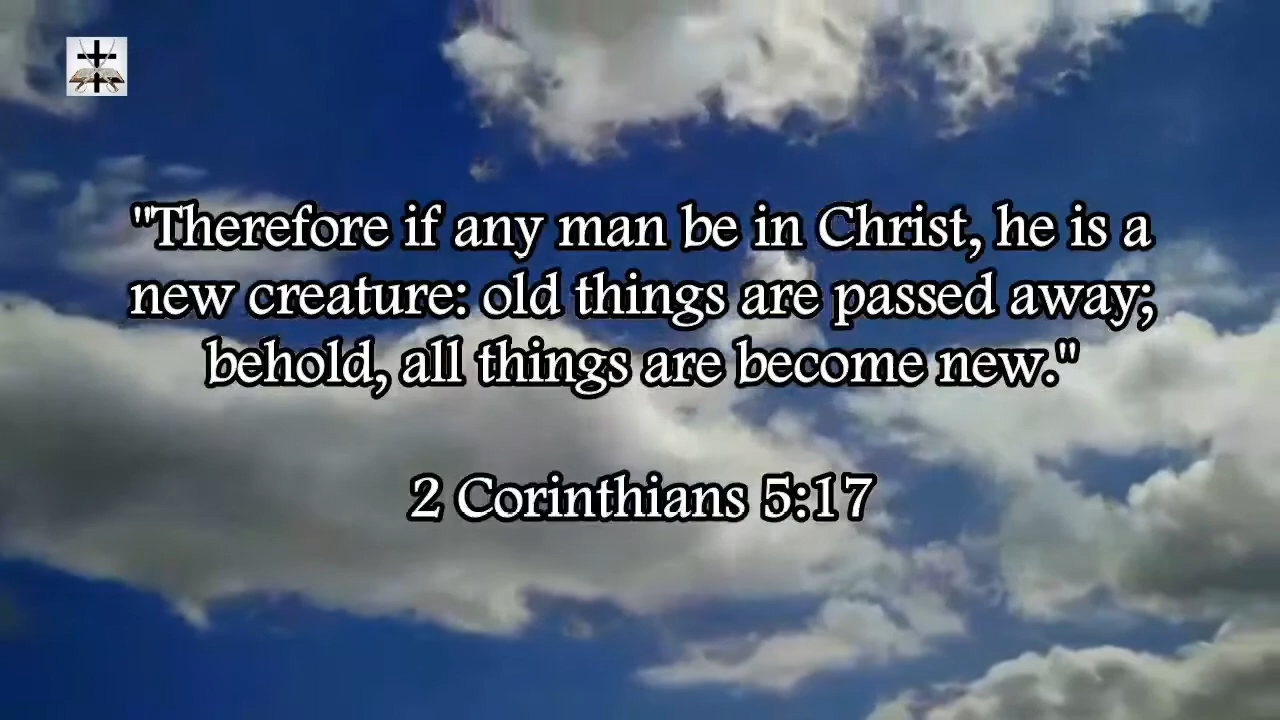 "Therefore if any man be in Christ, he is a
new creature: old things are passed away;
behold, all things are become new."
2 Corinthians 5:17